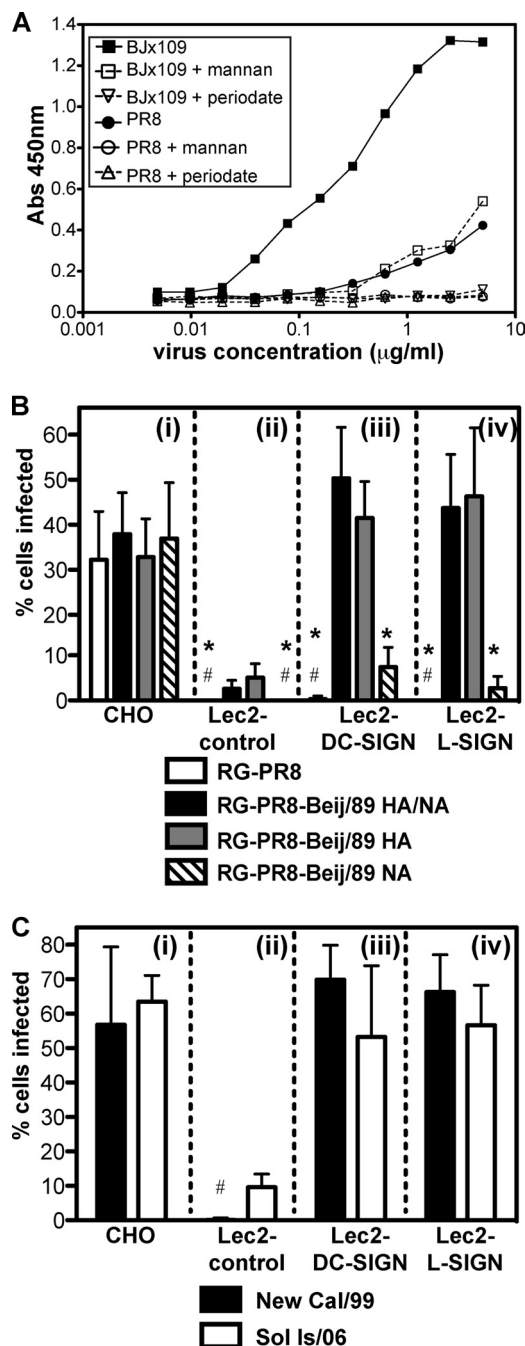 A
Abs 450nm
1.4
1.2
1.0
0.8
0.6
0.4
0.2
0.0
BJx109
BJx109 + mannan
BJx109 + periodate
PR8
PR8 + mannan
PR8 + periodate
0.001
0.01
0.1
1
10
virus concentration (μg/ml)
B
% cells infected
60
50
40
30
20
10
0
(i)
(ii)
(iii)
(iv)
* * * * * *
# # # #
CHO
Lec2-control
Lec2-DC-SIGN
Lec2-L-SIGN
RG-PR8
RG-PR8-Beij/89 HA/NA
RG-PR8-Beij/89 HA
RG-PR8-Beij/89 NA
C
% cells infected
80
70
60
50
40
30
20
10
0
(i)
(ii)
(iii)
(iv)
#
CHO
Lec2-control
Lec2-DC-SIGN
Lec2-L-SIGN
New Cal/99
Sol Is/06